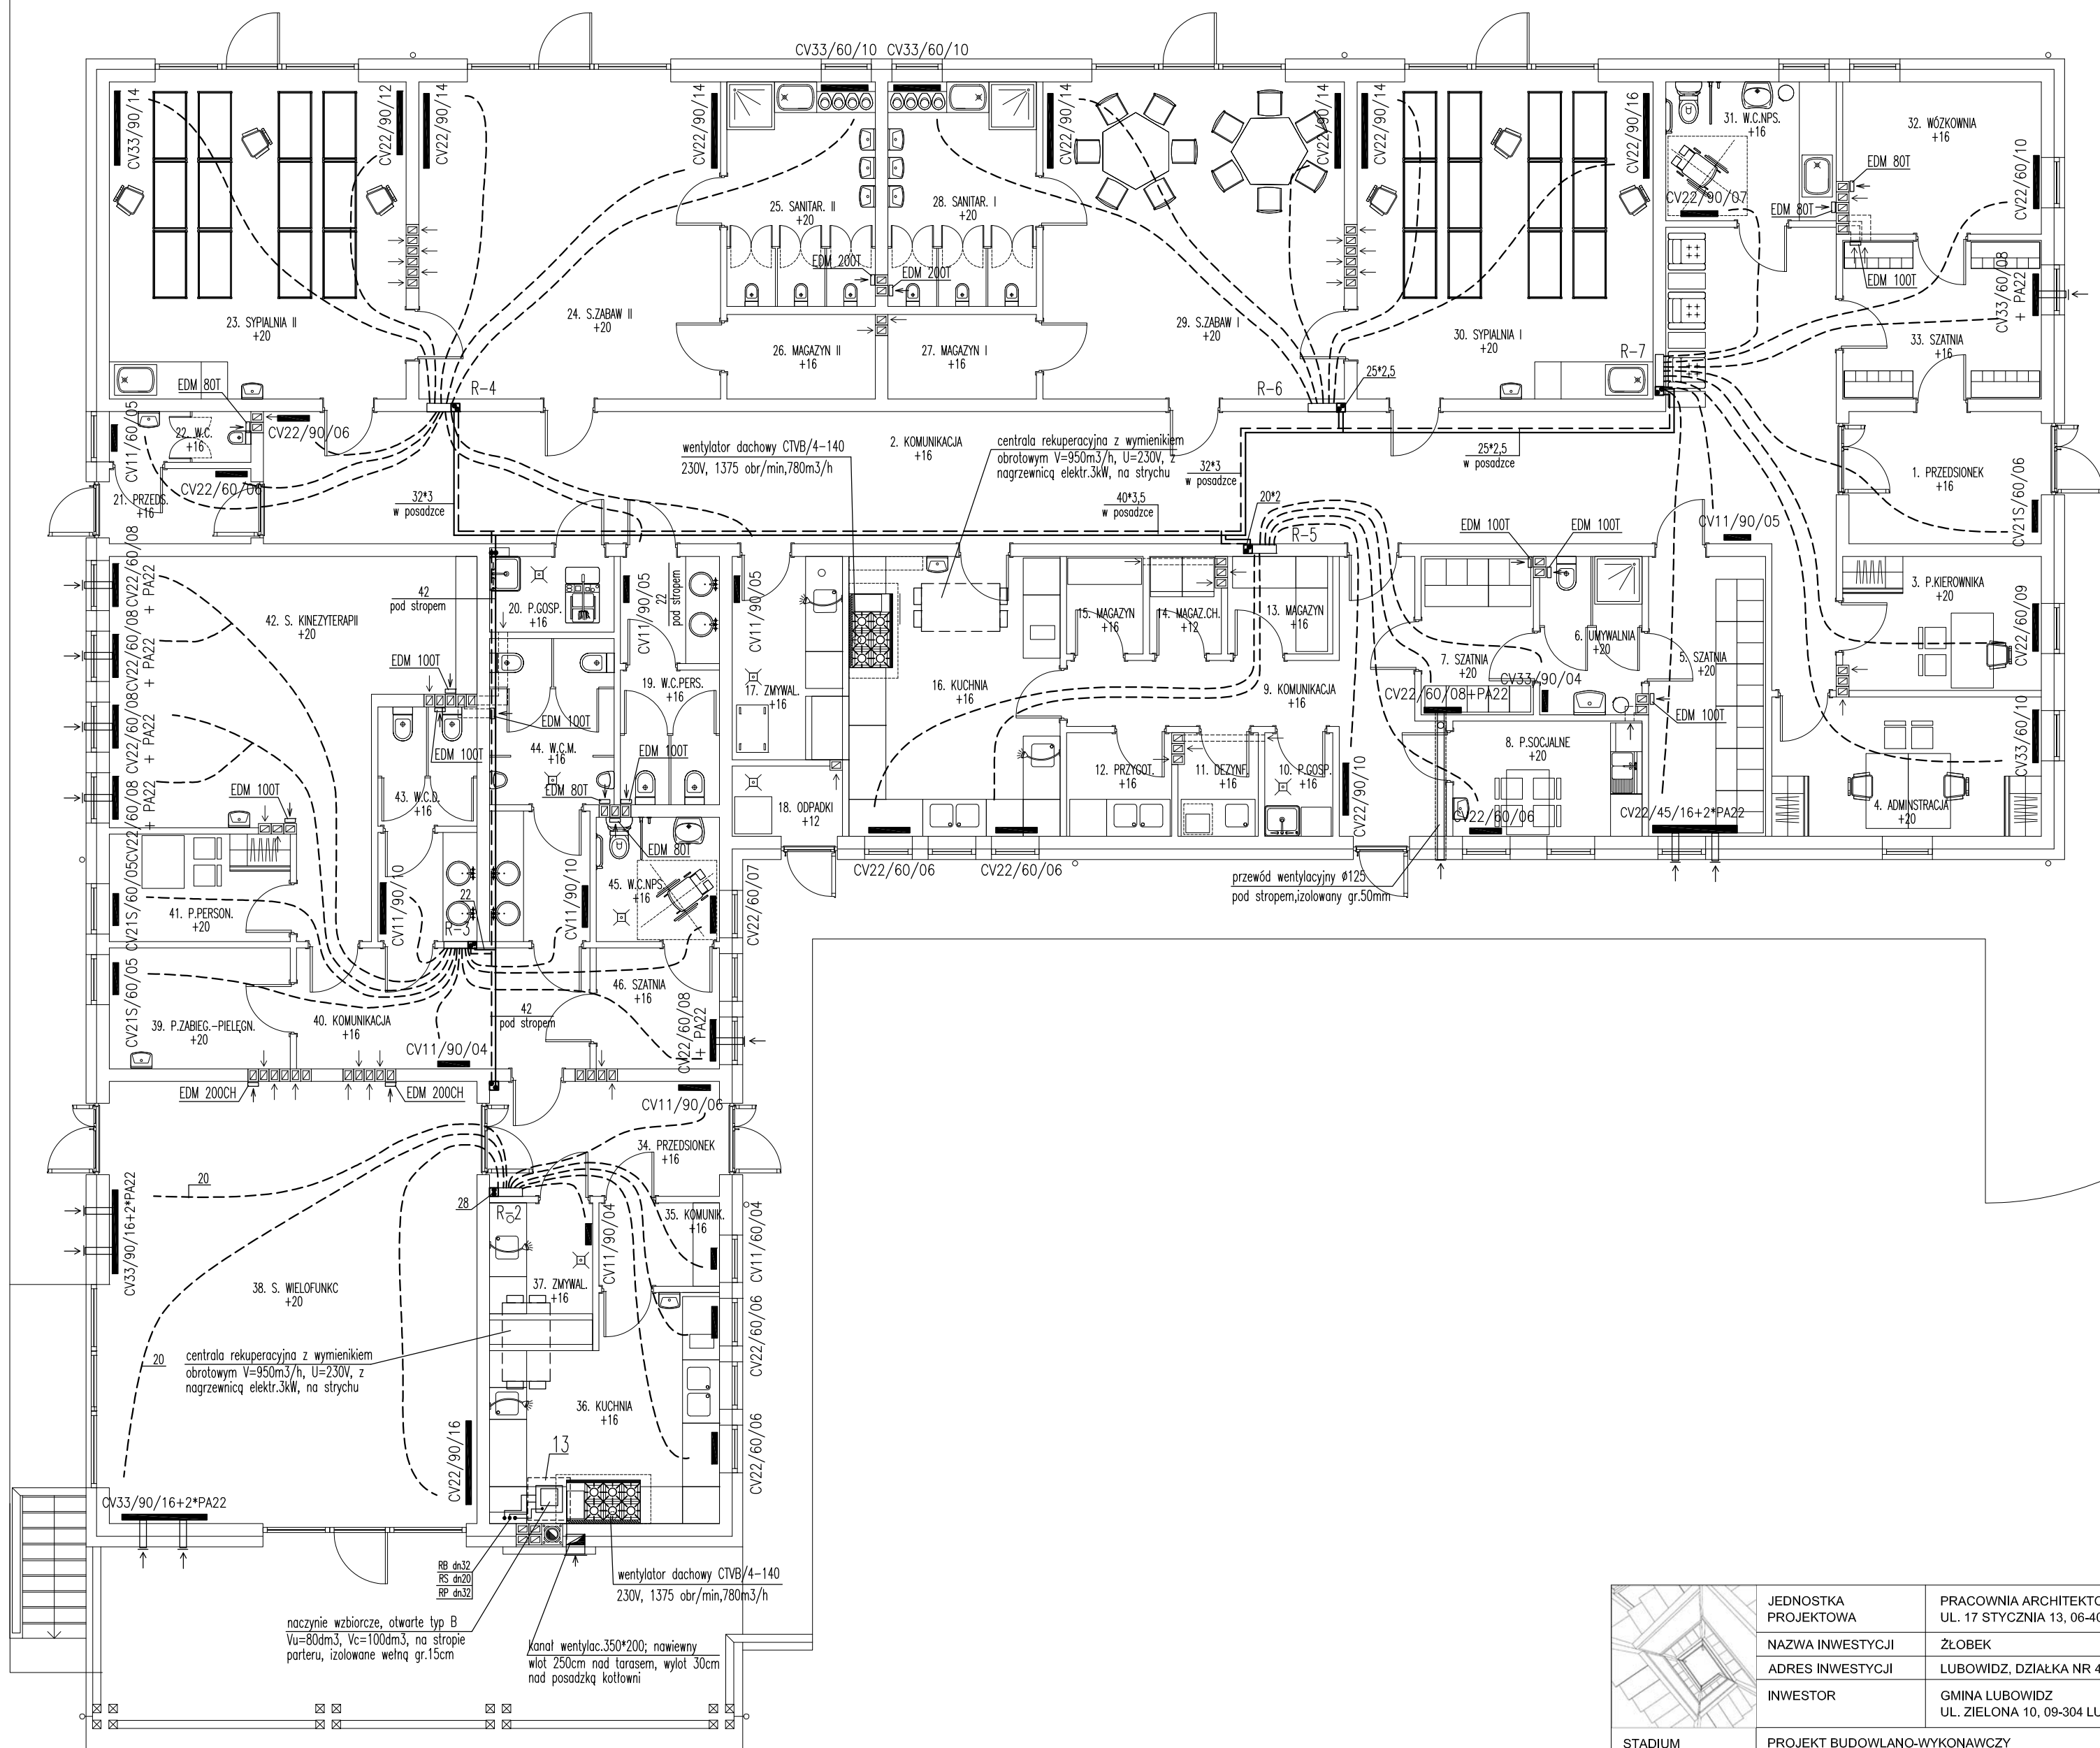 CV33/60/10 CV33/60/10
CV33/90/14
CV22/90/12
CV22/90/14
CV22/90/14
CV22/90/14
CV22/90/14
CV22/90/14
CV22/90/16
31. W.C.NPS.
+16
32. WÓZKOWNIA
+16
EDM 80T
CV22/60/10
CV22/90/07
EDM 80T
25. SANITAR. II
+20
28. SANITAR. I
+20
EDM 200T
EDM 200T
EDM 100T
CV33/60/08
+ PA22
23. SYPIALNIA II
+20
24. S.ZABAW II
+20
26. MAGAZYN II
+16
27. MAGAZYN I
+16
29. S.ZABAW I
+20
30. SYPIALNIA I
+20
33. SZATNIA
+16
EDM 80T
R-4
R-6
25*2,5
R-7
CV11/60/05
22. W.C.
+16
CV22/90/06
CV22/60/06
21. PRZEDS.
+16
wentylator dachowy CTVB/4-140
230V, 1375 obr/min,780m3/h
2. KOMUNIKACJA
+16
centrala rekuperacyjna z wymienikiem
obrotowym V=950m3/h, U=230V, z
nagrzewnicą elektr.3kW, na strychu
32*3
w posadzce
25*2,5
w posadzce
32*3
w posadzce
40*3,5
w posadzce
20*2
R-5
1. PRZEDSIONEK
+16
CV21S/60/06
EDM 100T
EDM 100T
CV11/90/05
CV22/60/08
+ PA22
CV22/60/08
+ PA22
CV22/60/08
+ PA22
CV22/60/08
+ PA22
42. S. KINEZYTERAPII
+20
42
pod stropem
20. P.GOSP.
+16
CV11/90/05
22
pod stropem
CV11/90/05
15. MAGAZYN
+16
14. MAGAZ.CH.
+12
13. MAGAZYN
+16
3. P.KIEROWNIKA
+20
CV22/60/09
6. UMYWALNIA
+20
7. SZATNIA
+20
5. SZATNIA
+20
CV33/90/04
CV22/60/08+PA22
EDM 100T
EDM 100T
19. W.C.PERS.
+16
17. ZMYWAL.
+16
16. KUCHNIA
+16
9. KOMUNIKACJA
+16
EDM 100T
EDM 100T
44. W.C.M.
+16
EDM 100T
EDM 100T
43. W.C.D.
+16
EDM 80T
18. ODPADKI
+12
12. PRZYGOT.
+16
11. DEZYNF.
+16
10. P.GOSP.
+16
CV22/90/10
8. P.SOCJALNE
+20
CV22/60/06
CV22/45/16+2*PA22
4. ADMINSTRACJA
+20
CV33/60/10
EDM 80T
CV22/60/06
CV22/60/06
przewód wentylacyjny ø125
pod stropem,izolowany gr.50mm
CV21S/60/05
41. P.PERSON.
+20
CV11/90/10
22
R-3
CV11/90/10
45. W.C.NPS.
+16
CV22/60/07
CV21S/60/05
39. P.ZABIEG.-PIELĘGN.
+20
40. KOMUNIKACJA
+16
CV11/90/04
42
pod stropem
46. SZATNIA
+16
CV22/60/08
+ PA22
EDM 200CH
EDM 200CH
CV11/90/06
34. PRZEDSIONEK
+16
20
28
R-2
CV33/90/16+2*PA22
35. KOMUNIK.
+16
CV11/60/04
CV11/90/04
37. ZMYWAL.
+16
38. S. WIELOFUNKC
+20
CV22/60/06
20
centrala rekuperacyjna z wymienikiem
obrotowym V=950m3/h, U=230V, z
nagrzewnicą elektr.3kW, na strychu
36. KUCHNIA
+16
CV22/90/16
13
CV22/60/06
CV33/90/16+2*PA22
RB dn32
RS dn20
RP dn32
wentylator dachowy CTVB/4-140
230V, 1375 obr/min,780m3/h
naczynie wzbiorcze, otwarte typ B
Vu=80dm3, Vc=100dm3, na stropie
parteru, izolowane wełną gr.15cm
kanał wentylac.350*200; nawiewny
wlot 250cm nad tarasem, wylot 30cm
nad posadzką kotłowni
JEDNOSTKA
PROJEKTOWA
PRACOWNIA ARCHITEKTO
UL. 17 STYCZNIA 13, 06-40
NAZWA INWESTYCJI
ŻŁOBEK
ADRES INWESTYCJI
LUBOWIDZ, DZIAŁKA NR 4
INWESTOR
GMINA LUBOWIDZ
UL. ZIELONA 10, 09-304 LU
STADIUM
PROJEKT BUDOWLANO-WYKONAWCZY